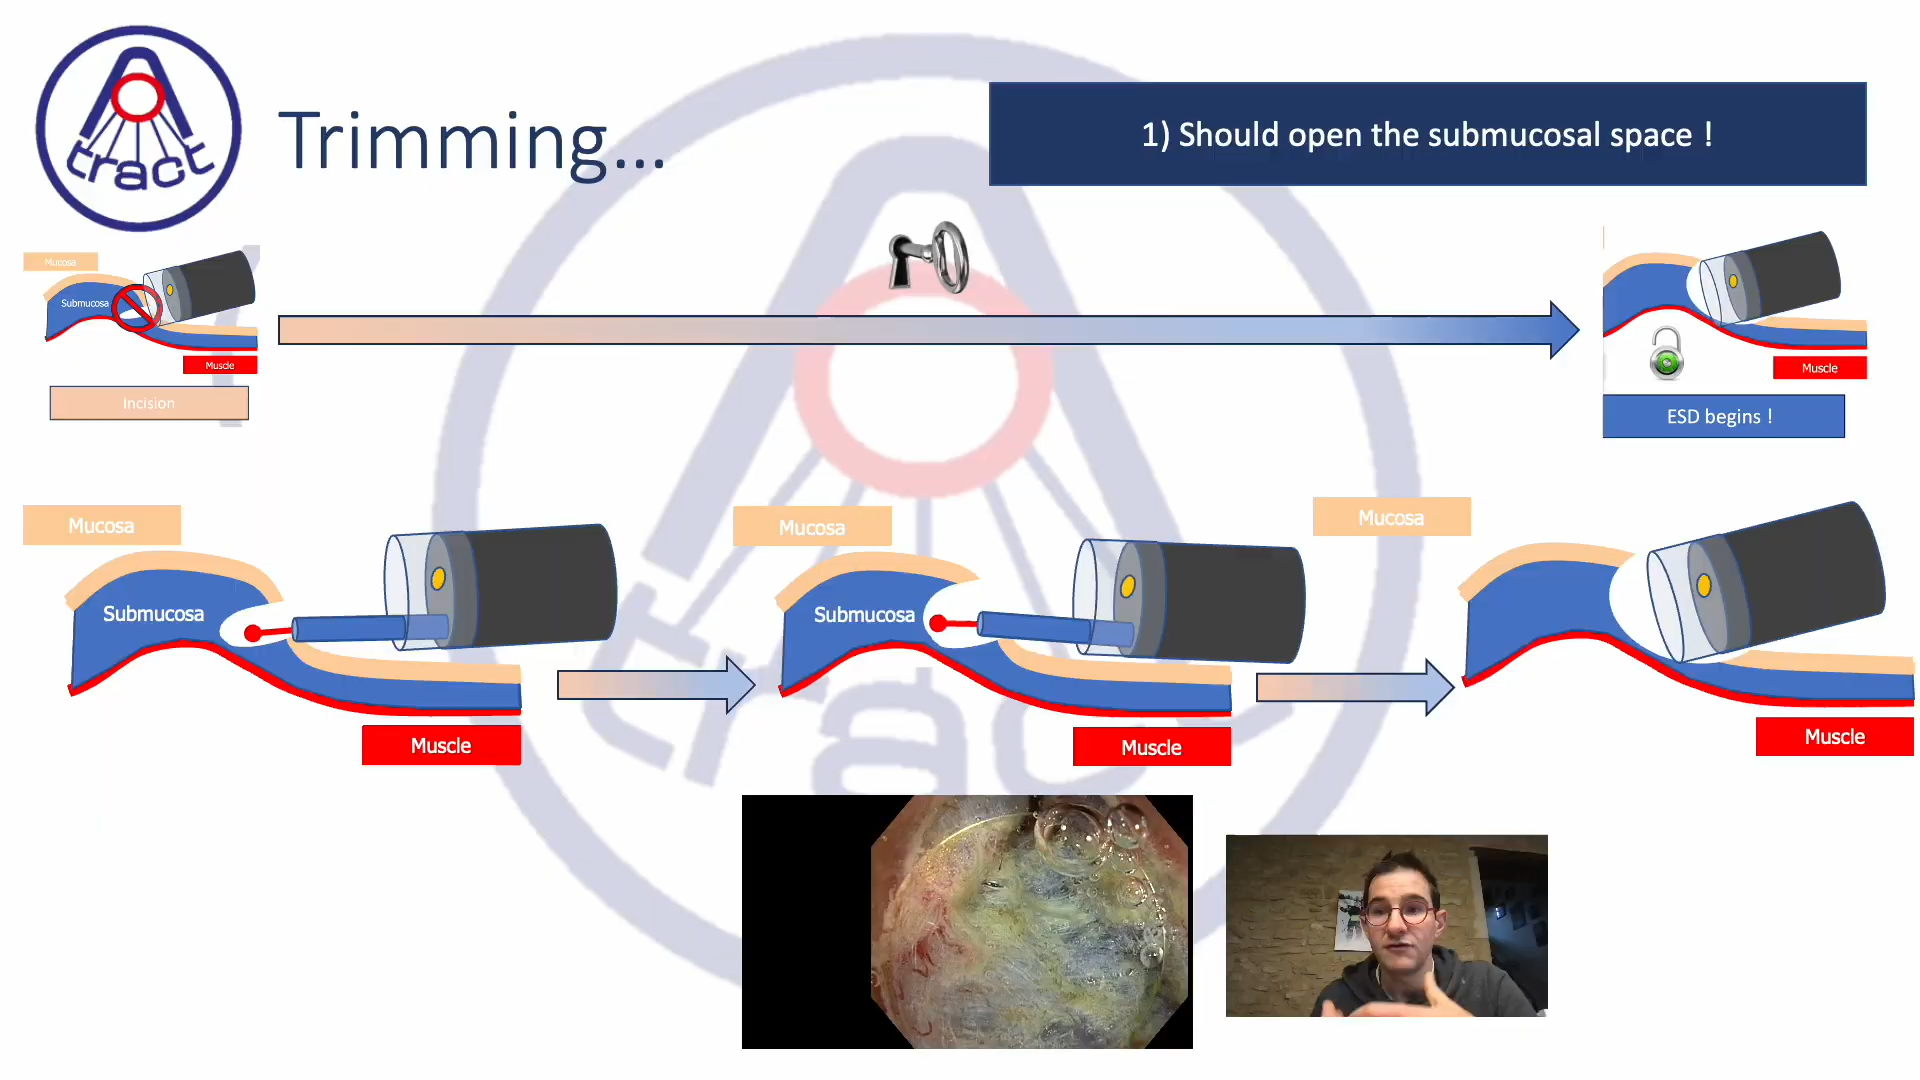 tract
Trimming...
1) Should open the submucosal space !
Mucosa
Submucosa
Muscle
Incision
Muscle
ESD begins !
Mucosa
Submucosa
Muscle
Mucosa
Submucosa
Muscle
Mucosa
Muscle
tract